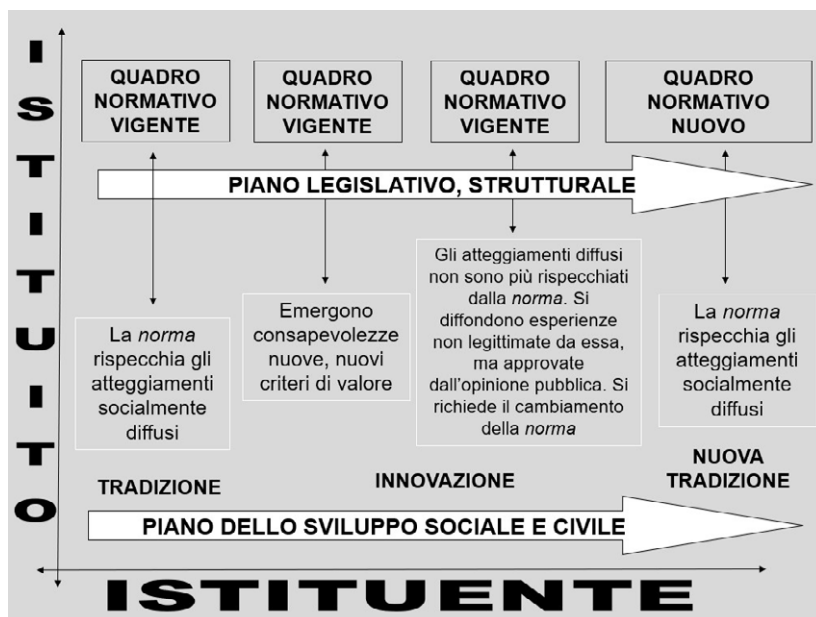 ISTITUITO
QUADRO
NORMATIVO
VIGENTE
QUADRO
NORMATIVO
VIGENTE
QUADRO
NORMATIVO
VIGENTE
QUADRO
NORMATIVO
NUOVO
PIANO LEGISLATIVO, STRUTTURALE
La norma
rispecchia gli
atteggiamenti
socialmente
diffusi
Emergono
consapevolezze
nuove, nuovi
criteri di valore
Gli atteggiamenti diffusi
non sono più rispecchiati
dalla norma. Si
diffondono esperienze
non legittimate da essa,
ma approvate
dall'opinione pubblica. Si
richiede il cambiamento
della norma
La norma
rispecchia gli
atteggiamenti
socialmente
diffusi
TRADIZIONE
INNOVAZIONE
NUOVA
TRADIZIONE
PIANO DELLO SVILUPPO SOCIALE E CIVILE
ISTITUENTE